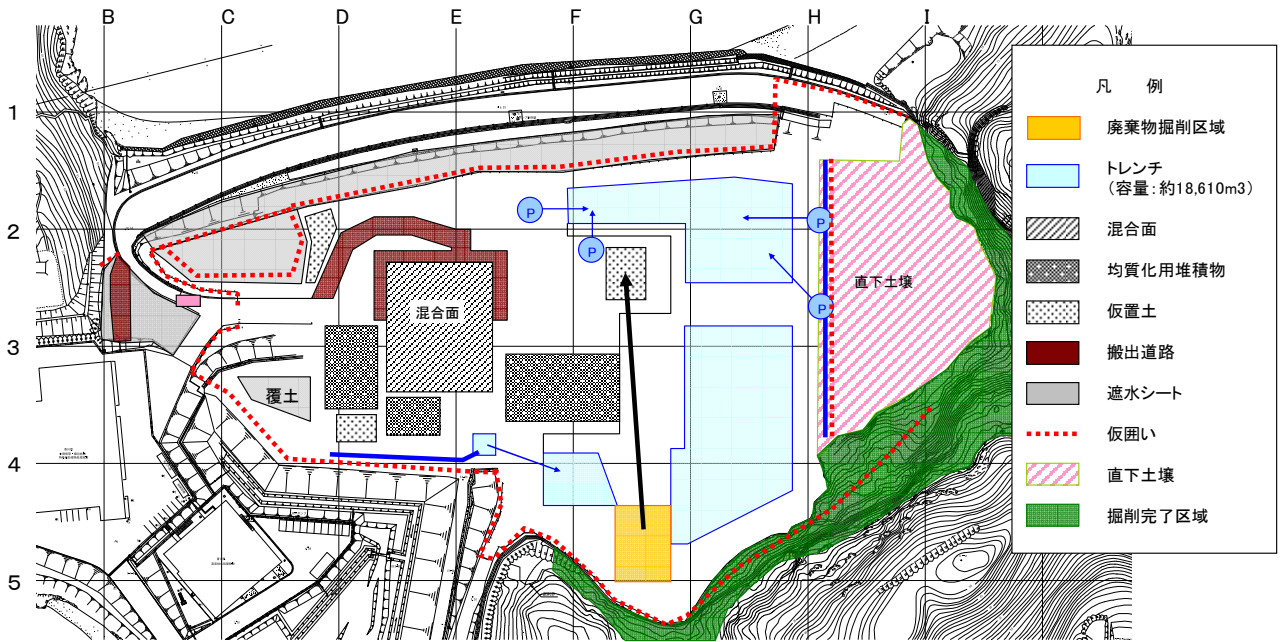 B C D E F G H I
1
2
3
4
5
P
P
P
P
直下土壌
混合面
覆土
凡 例
廃棄物掘削区域
トレンチ
(容量:約18,610m3)
混合面
均質化用堆積物
仮置土
搬出道路
遮水シート
仮囲い
直下土壌
掘削完了区域